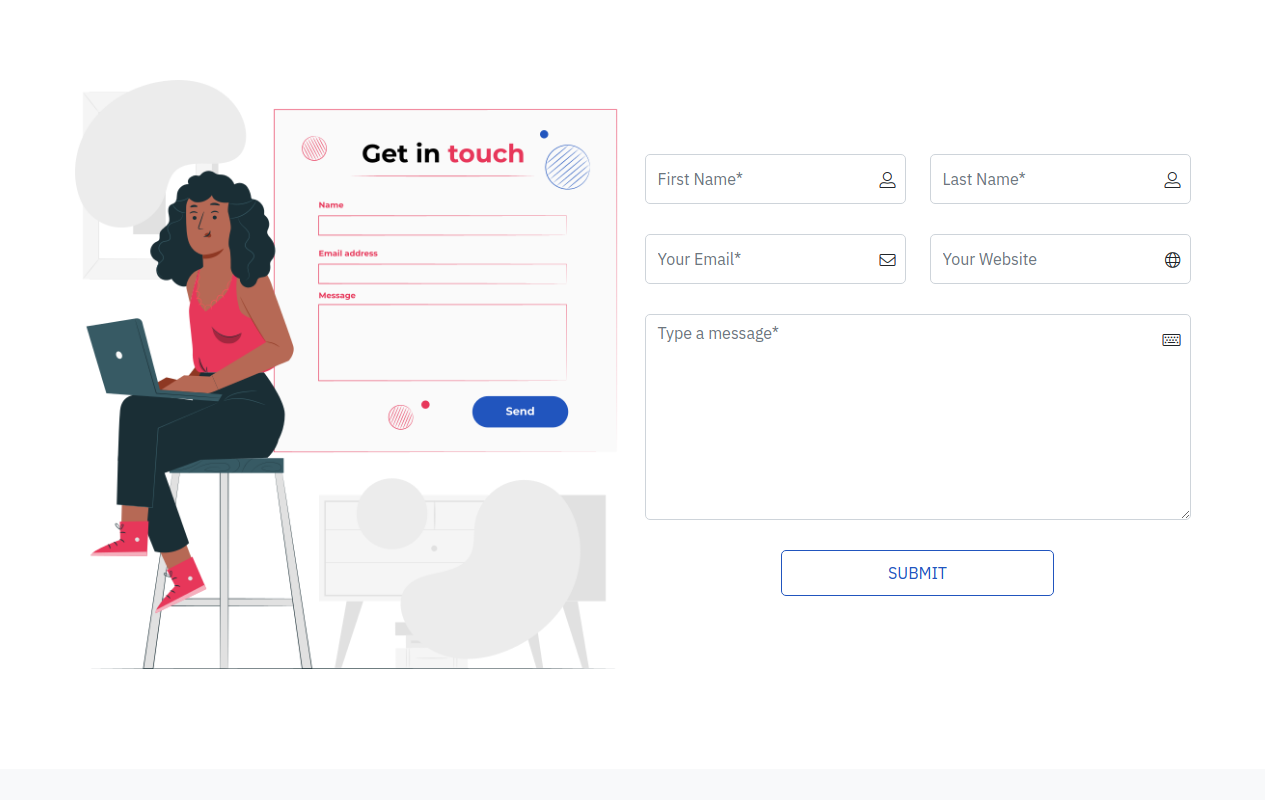 Get in touch
Name
Email address
Message
Send
First Name*
Last Name*
Your Email*
Your Website
Type a message*
SUBMIT